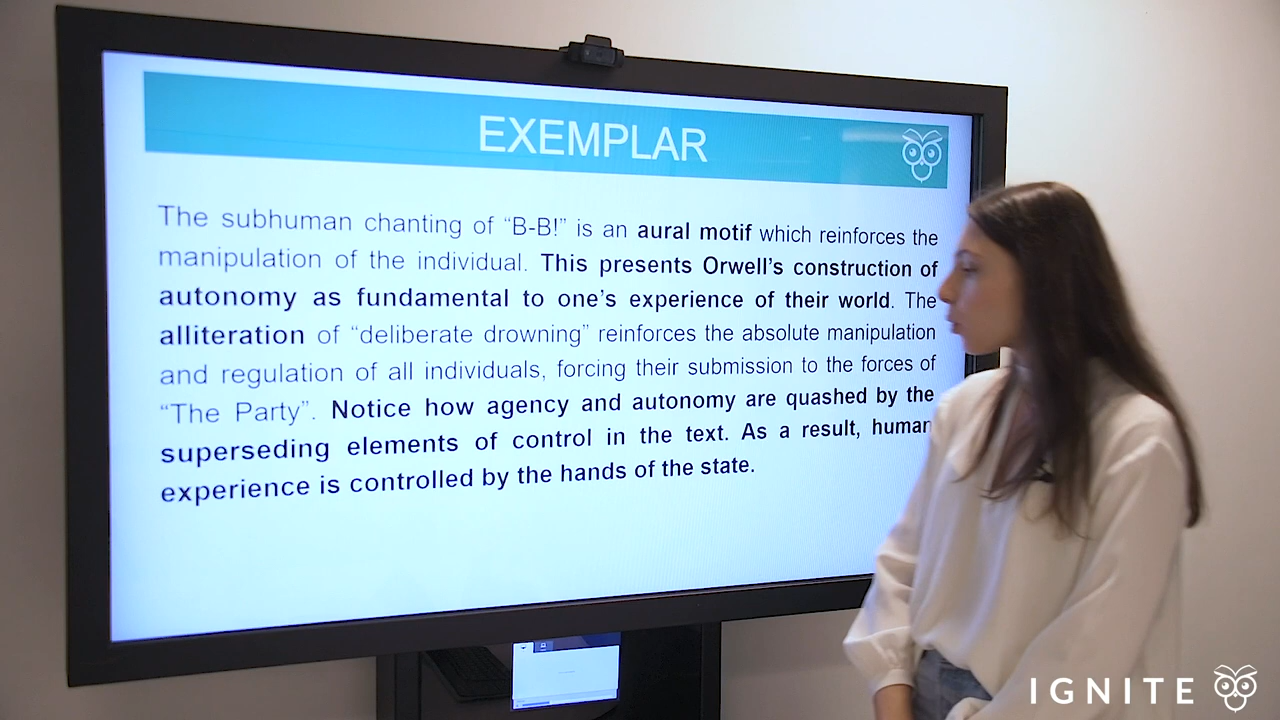 EXEMPLAR
The subhuman chanting of “B-B!” is an aural motif which reinforces the
manipulation of the individual. This presents Orwell’s construction of
autonomy as fundamental to one’s experience of their world. The
alliteration of “deliberate drowning” reinforces the absolute manipulation
and regulation of all individuals, forcing their submission to the forces of
“The Party”. Notice how agency and autonomy are quashed by the
superseding elements of control in the text. As a result, human
experience is controlled by the hands of the state.
IGNITE